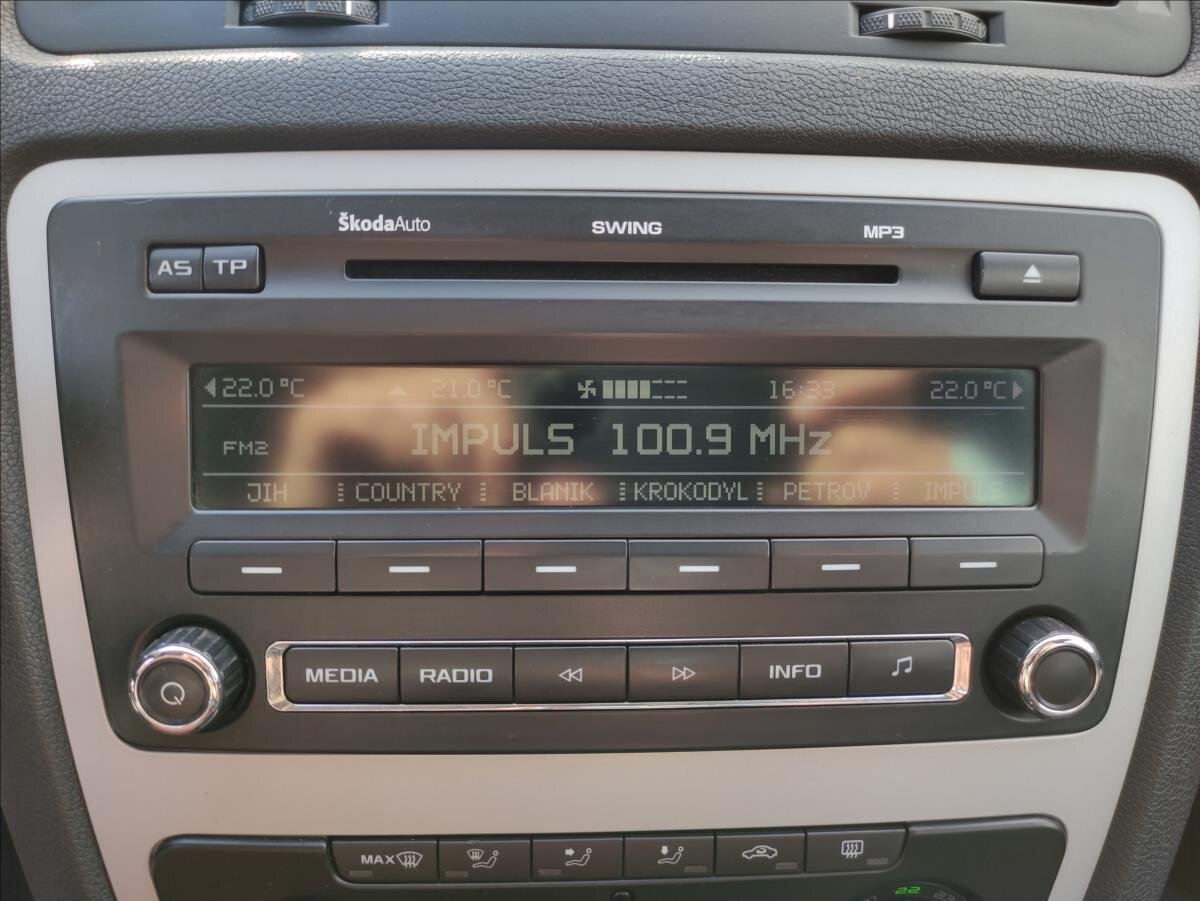 ŠkodaAuto SWING MP3
AS TP
22.0°C 21.0°C 16:33 22.0°C
FM2 IMPULS 100.9 MHz
JIH COUNTRY BLANIK KROKODYL PETROV IMPULS
MEDIA RADIO INFO
MAX
22